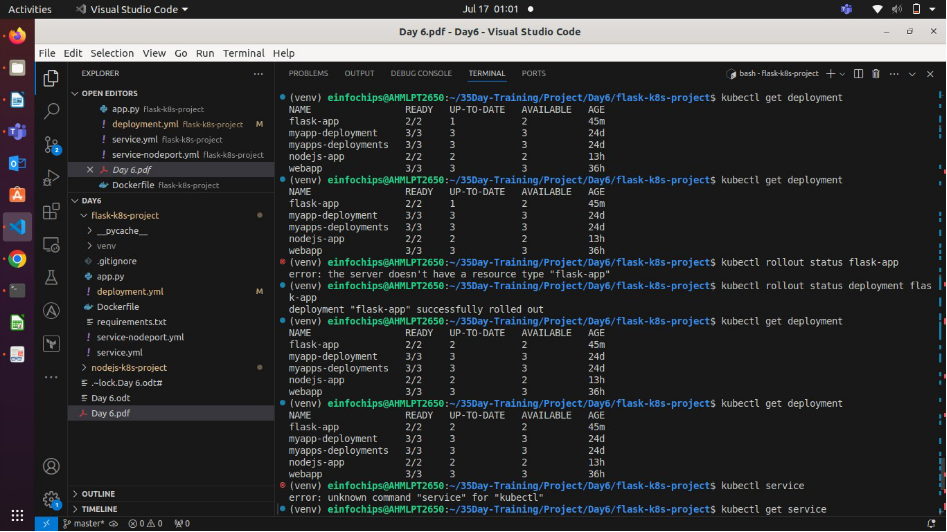 Activities Visual Studio Code Jul 17 01:01
Day 6.pdf - Day6 - Visual Studio Code
File Edit Selection View Go Run Terminal Help
EXPLORER
OPEN EDITORS
app.py flask-k8s-project
! deployment.yml flask-k8s-project M
! service.yml flask-k8s-project
! service-nodeport.yml flask-k8s-project
Day 6.pdf
Dockerfile flask-k8s-project
DAY6
flask-k8s-project
__pycache__
venv
.gitignore
app.py
! deployment.yml M
Dockerfile
requirements.txt
! service-nodeport.yml
! service.yml
nodejs-k8s-project
.~lock.Day 6.odt#
Day 6.odt
Day 6.pdf
OUTLINE
TIMELINE
2
1
PROBLEMS OUTPUT DEBUG CONSOLE TERMINAL PORTS bash - flask-k8s-project
(venv) einfochips@AHMLPT2650:~/35Day-Training/Project/Day6/flask-k8s-project$ kubectl get deployment
NAME READY UP-TO-DATE AVAILABLE AGE
flask-app 2/2 1 2 45m
myapp-deployment 3/3 3 3 24d
myapps-deployments 3/3 3 3 24d
nodejs-app 2/2 2 2 13h
webapp 3/3 3 3 36h
(venv) einfochips@AHMLPT2650:~/35Day-Training/Project/Day6/flask-k8s-project$ kubectl get deployment
NAME READY UP-TO-DATE AVAILABLE AGE
flask-app 2/2 1 2 45m
myapp-deployment 3/3 3 3 24d
myapps-deployments 3/3 3 3 24d
nodejs-app 2/2 2 2 13h
webapp 3/3 3 3 36h
(venv) einfochips@AHMLPT2650:~/35Day-Training/Project/Day6/flask-k8s-project$ kubectl rollout status flask-app
error: the server doesn't have a resource type "flask-app"
(venv) einfochips@AHMLPT2650:~/35Day-Training/Project/Day6/flask-k8s-project$ kubectl rollout status deployment flas
k-app
deployment "flask-app" successfully rolled out
(venv) einfochips@AHMLPT2650:~/35Day-Training/Project/Day6/flask-k8s-project$ kubectl get deployment
NAME READY UP-TO-DATE AVAILABLE AGE
flask-app 2/2 2 2 45m
myapp-deployment 3/3 3 3 24d
myapps-deployments 3/3 3 3 24d
nodejs-app 2/2 2 2 13h
webapp 3/3 3 3 36h
(venv) einfochips@AHMLPT2650:~/35Day-Training/Project/Day6/flask-k8s-project$ kubectl get deployment
NAME READY UP-TO-DATE AVAILABLE AGE
flask-app 2/2 2 2 45m
myapp-deployment 3/3 3 3 24d
myapps-deployments 3/3 3 3 24d
nodejs-app 2/2 2 2 13h
webapp 3/3 3 3 36h
(venv) einfochips@AHMLPT2650:~/35Day-Training/Project/Day6/flask-k8s-project$ kubectl service
error: unknown command "service" for "kubectl"
(venv) einfochips@AHMLPT2650:~/35Day-Training/Project/Day6/flask-k8s-project$ kubectl get service
master* 0 0 0